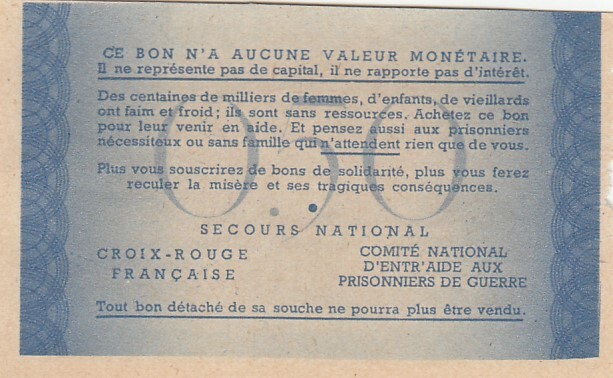 CE BON N'A AUCUNE VALEUR MONÉTAIRE.
Il ne représente pas de capital, il ne rapporte pas d'intérêt.
Des centaines de milliers de femmes, d'enfants, de vieillards
ont faim et froid ; ils sont sans ressources. Achetez ce bon
pour leur venir en aide. Et pensez aussi aux prisonniers
nécessiteux ou sans famille qui n'attendent rien que de vous.
Plus vous souscrirez de bons de solidarité, plus vous ferez
reculer la misère et ses tragiques conséquences.
0.50
SECOURS NATIONAL
CROIX-ROUGE
FRANÇAISE
COMITÉ NATIONAL
D'ENTR'AIDE AUX
PRISONNIERS DE GUERRE
Tout bon détaché de sa souche ne pourra plus être vendu.